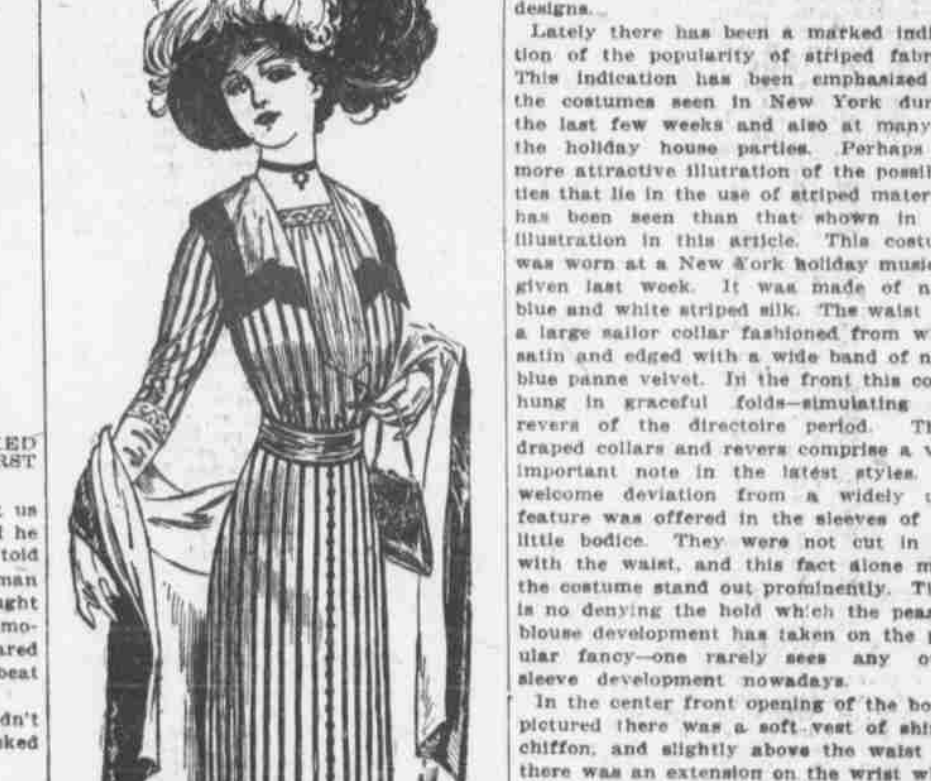 KED
RST
us
he
told
man
ght
mo-
ared
beat
dn't
ked
designs.
Lately there has been a marked indi
tion of the popularity of striped fabr
This indication has been emphasized
the costumes seen in New York dur
the last few weeks and also at many
the holiday house parties. Perhaps
more attractive illutration of the possi
ties that lie in the use of striped mater
has been seen than that shown in
illustration in this article. This costu
was worn at a New York holiday music
given last week. It was made of n
blue and white striped silk. The waist
a large sailor collar fashioned from w
satin and edged with a wide band of n
blue panne velvet. In the front this co
hung in graceful folds—simulating
revers of the directoire period. Th
draped collars and revers comprise a v
important note in the latest styles.
welcome deviation from a widely u
feature was offered in the sleeves of
little bodice. They were not cut in
with the waist, and this fact alone m
the costume stand out prominently. Th
is no denying the hold which the peas
blouse development has taken on the p
ular fancy—one rarely sees any o
sleeve development nowadays.
In the center front opening of the bo
pictured there was a soft vest of shi
chiffon, and slightly above the waist
there was an extension on the wrist w